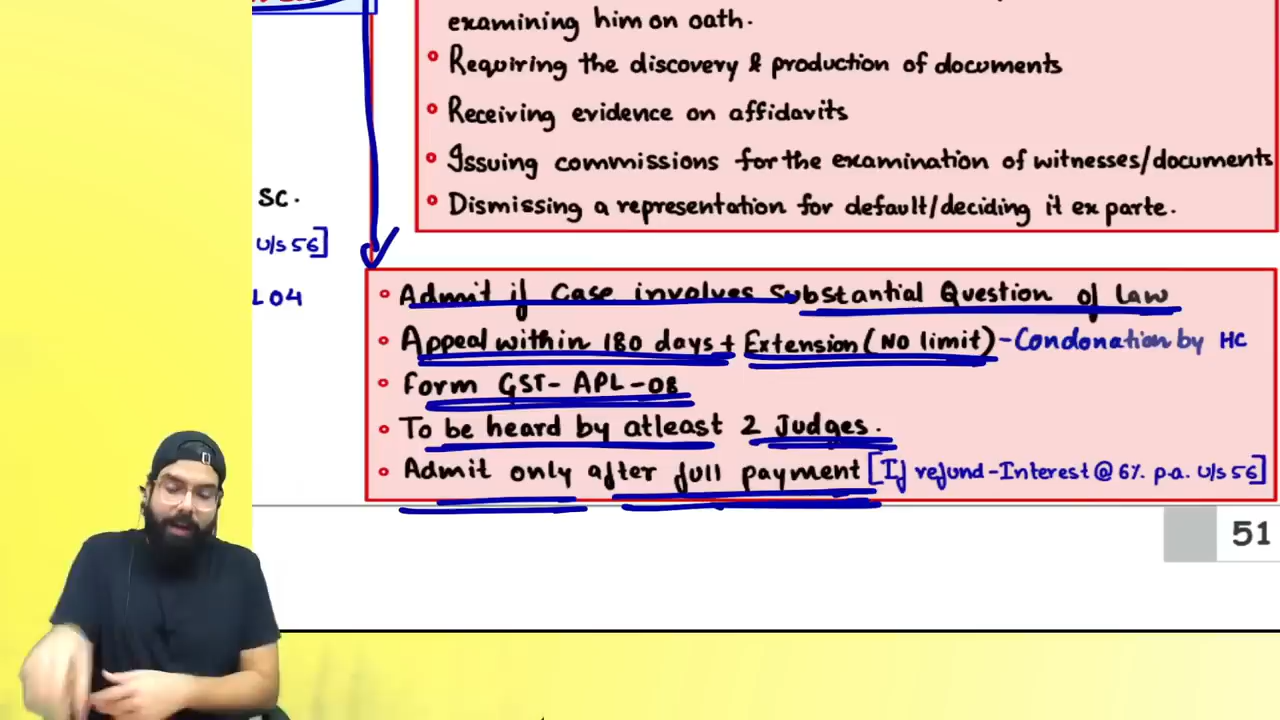 examining him on oath.
Requiring the discovery & production of documents
Receiving evidence on affidavits
Issuing commissions for the examination of witnesses/documents
Dismissing a representation for default/deciding it ex parte.
SC.
U/s 56]
L 04
Admit if Case involves Substantial Question of Law
Appeal within 180 days + Extension (No limit) - Condonation by HC
Form GST-APL-08
To be heard by atleast 2 Judges.
Admit only after full payment [If refund-Interest @ 6% p.a. U/s 56]
51